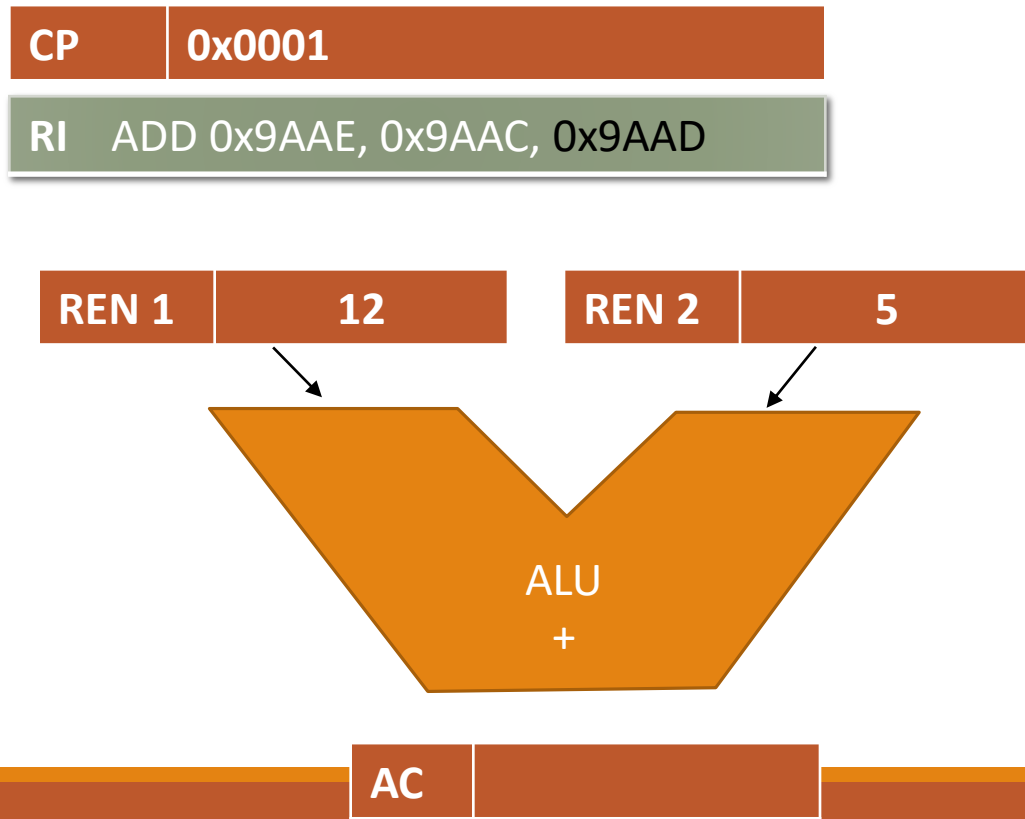 CP 0x0001
RI ADD 0x9AAE, 0x9AAC, 0x9AAD
REN 1 12 REN 2 5
ALU
+
AC